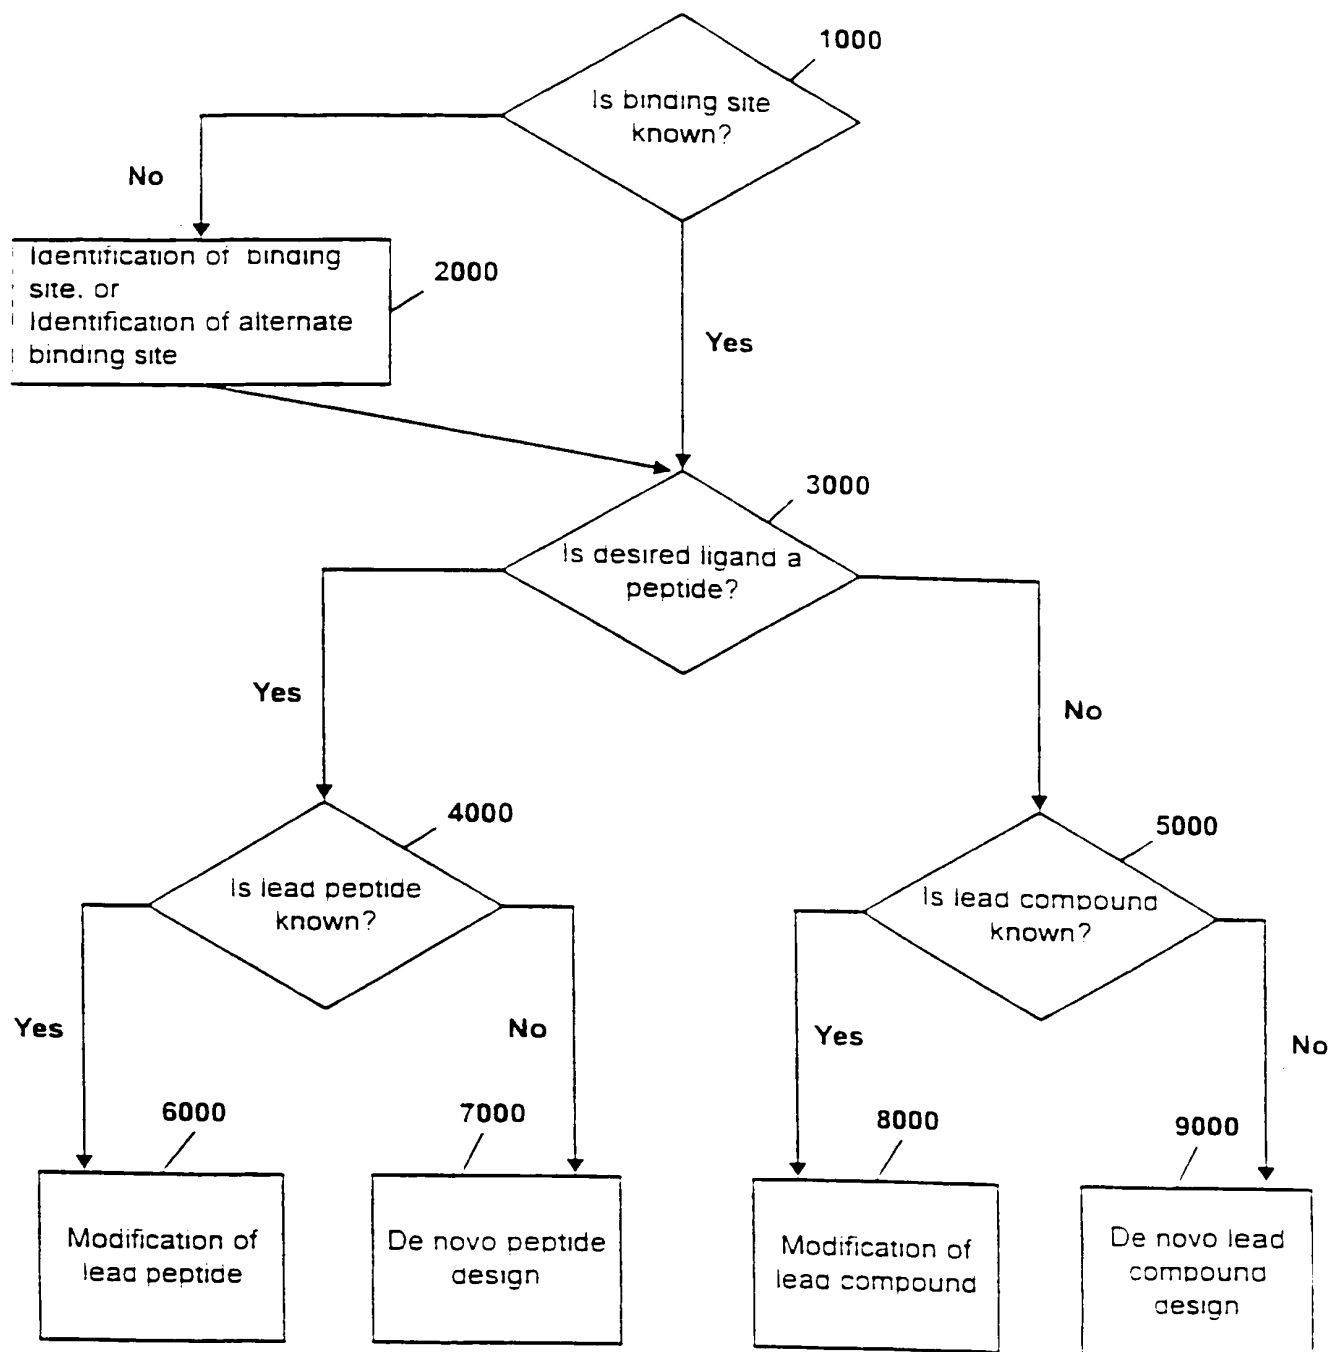 1000
Is binding site
known?
No
Identification of binding
site, or
Identification of alternate
binding site
2000
Yes
3000
Is desired ligand a
peptide?
Yes
No
4000
Is lead peptide
known?
5000
Is lead compound
known?
Yes
No
Yes
No
6000
7000
8000
9000
Modification of
lead peptide
De novo peptide
design
Modification of
lead compound
De novo lead
compound
design